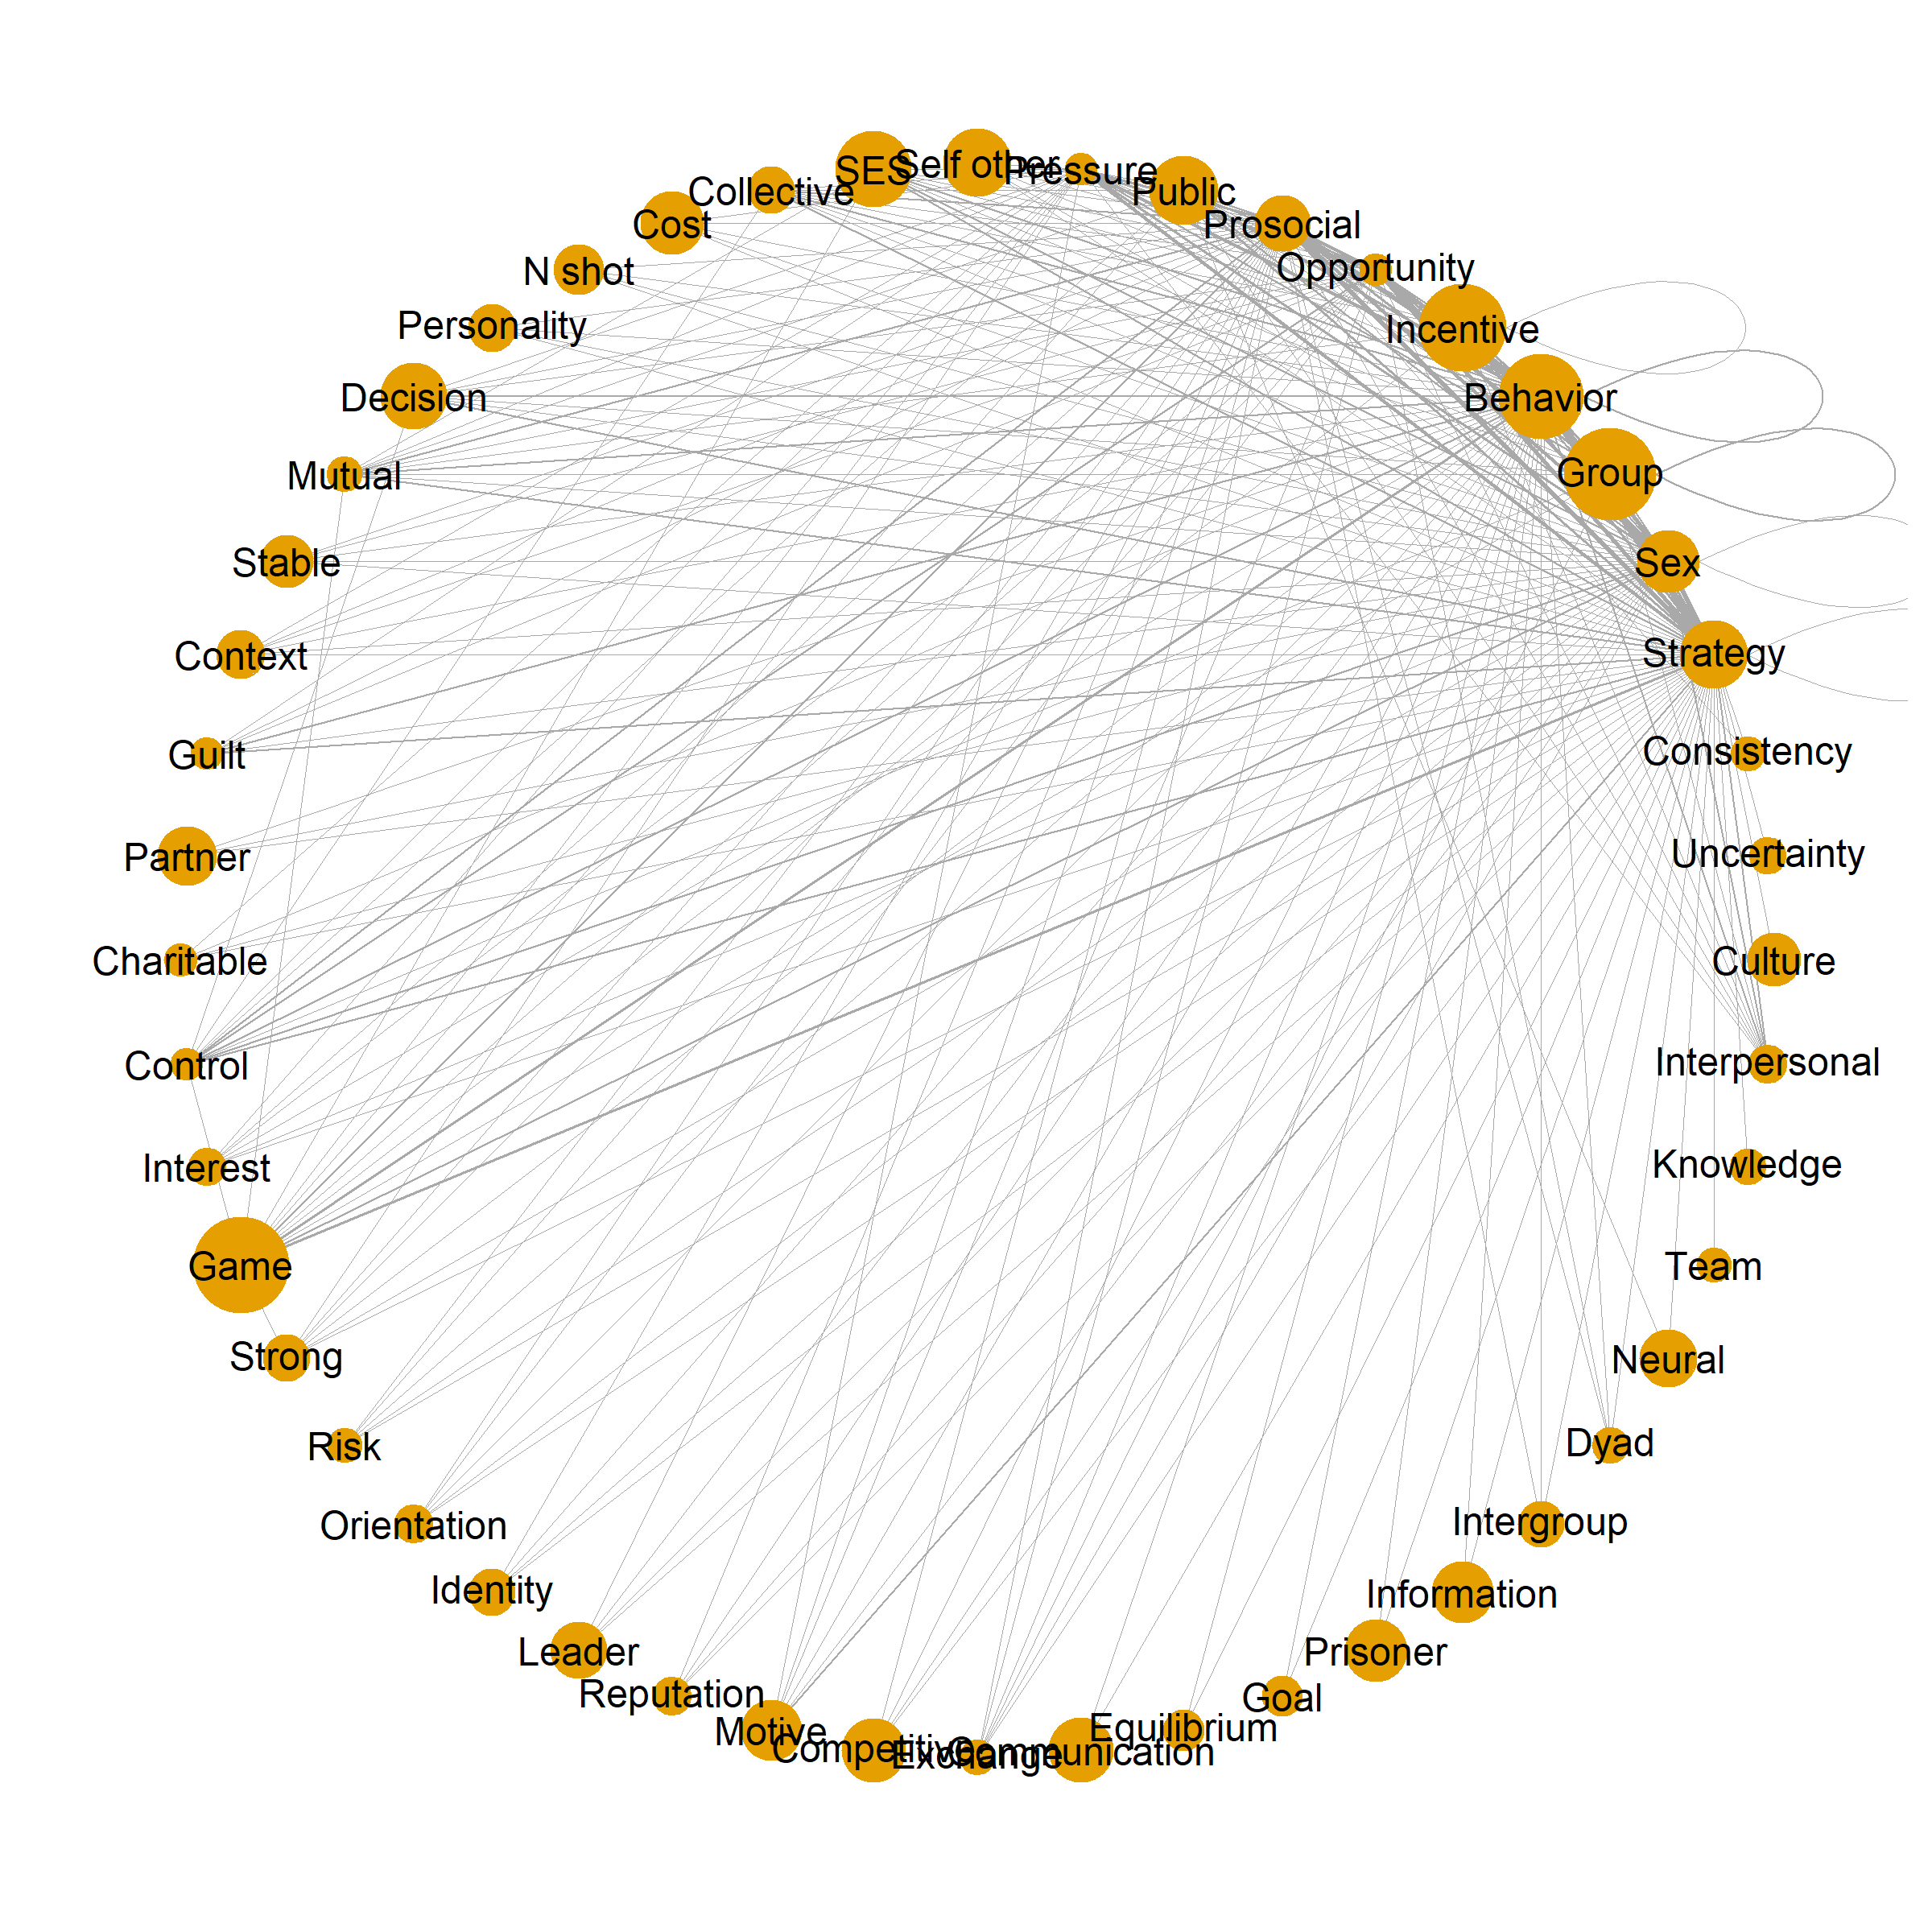 SES
Self other
Pressure
Public
Collective
Cost
Prosocial
N shot
Opportunity
Personality
Incentive
Decision
Behavior
Mutual
Group
Stable
Sex
Context
Strategy
Guilt
Consistency
Partner
Uncertainty
Charitable
Culture
Control
Interpersonal
Interest
Knowledge
Game
Team
Strong
Neural
Risk
Dyad
Orientation
Intergroup
Identity
Information
Leader
Prisoner
Reputation
Goal
Motive
Equilibrium
Competitive
Exchange
Communication